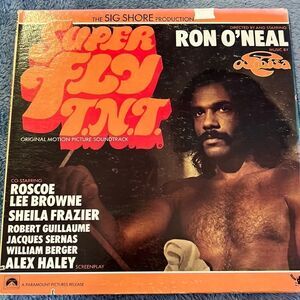 THE SIG SHORE PRODUCTION
DIRECTED BY AND STARRING
RON O'NEAL
MUSIC BY
OSIBISA
SUPER
FLY
T.N.T.
ORIGINAL MOTION PICTURE SOUNDTRACK
CO-STARRING
ROSCOE
LEE BROWNE
SHEILA FRAZIER
ROBERT GUILLAUME
JACQUES SERNAS
WILLIAM BERGER
ALEX HALEY SCREENPLAY
A PARAMOUNT PICTURES RELEASE